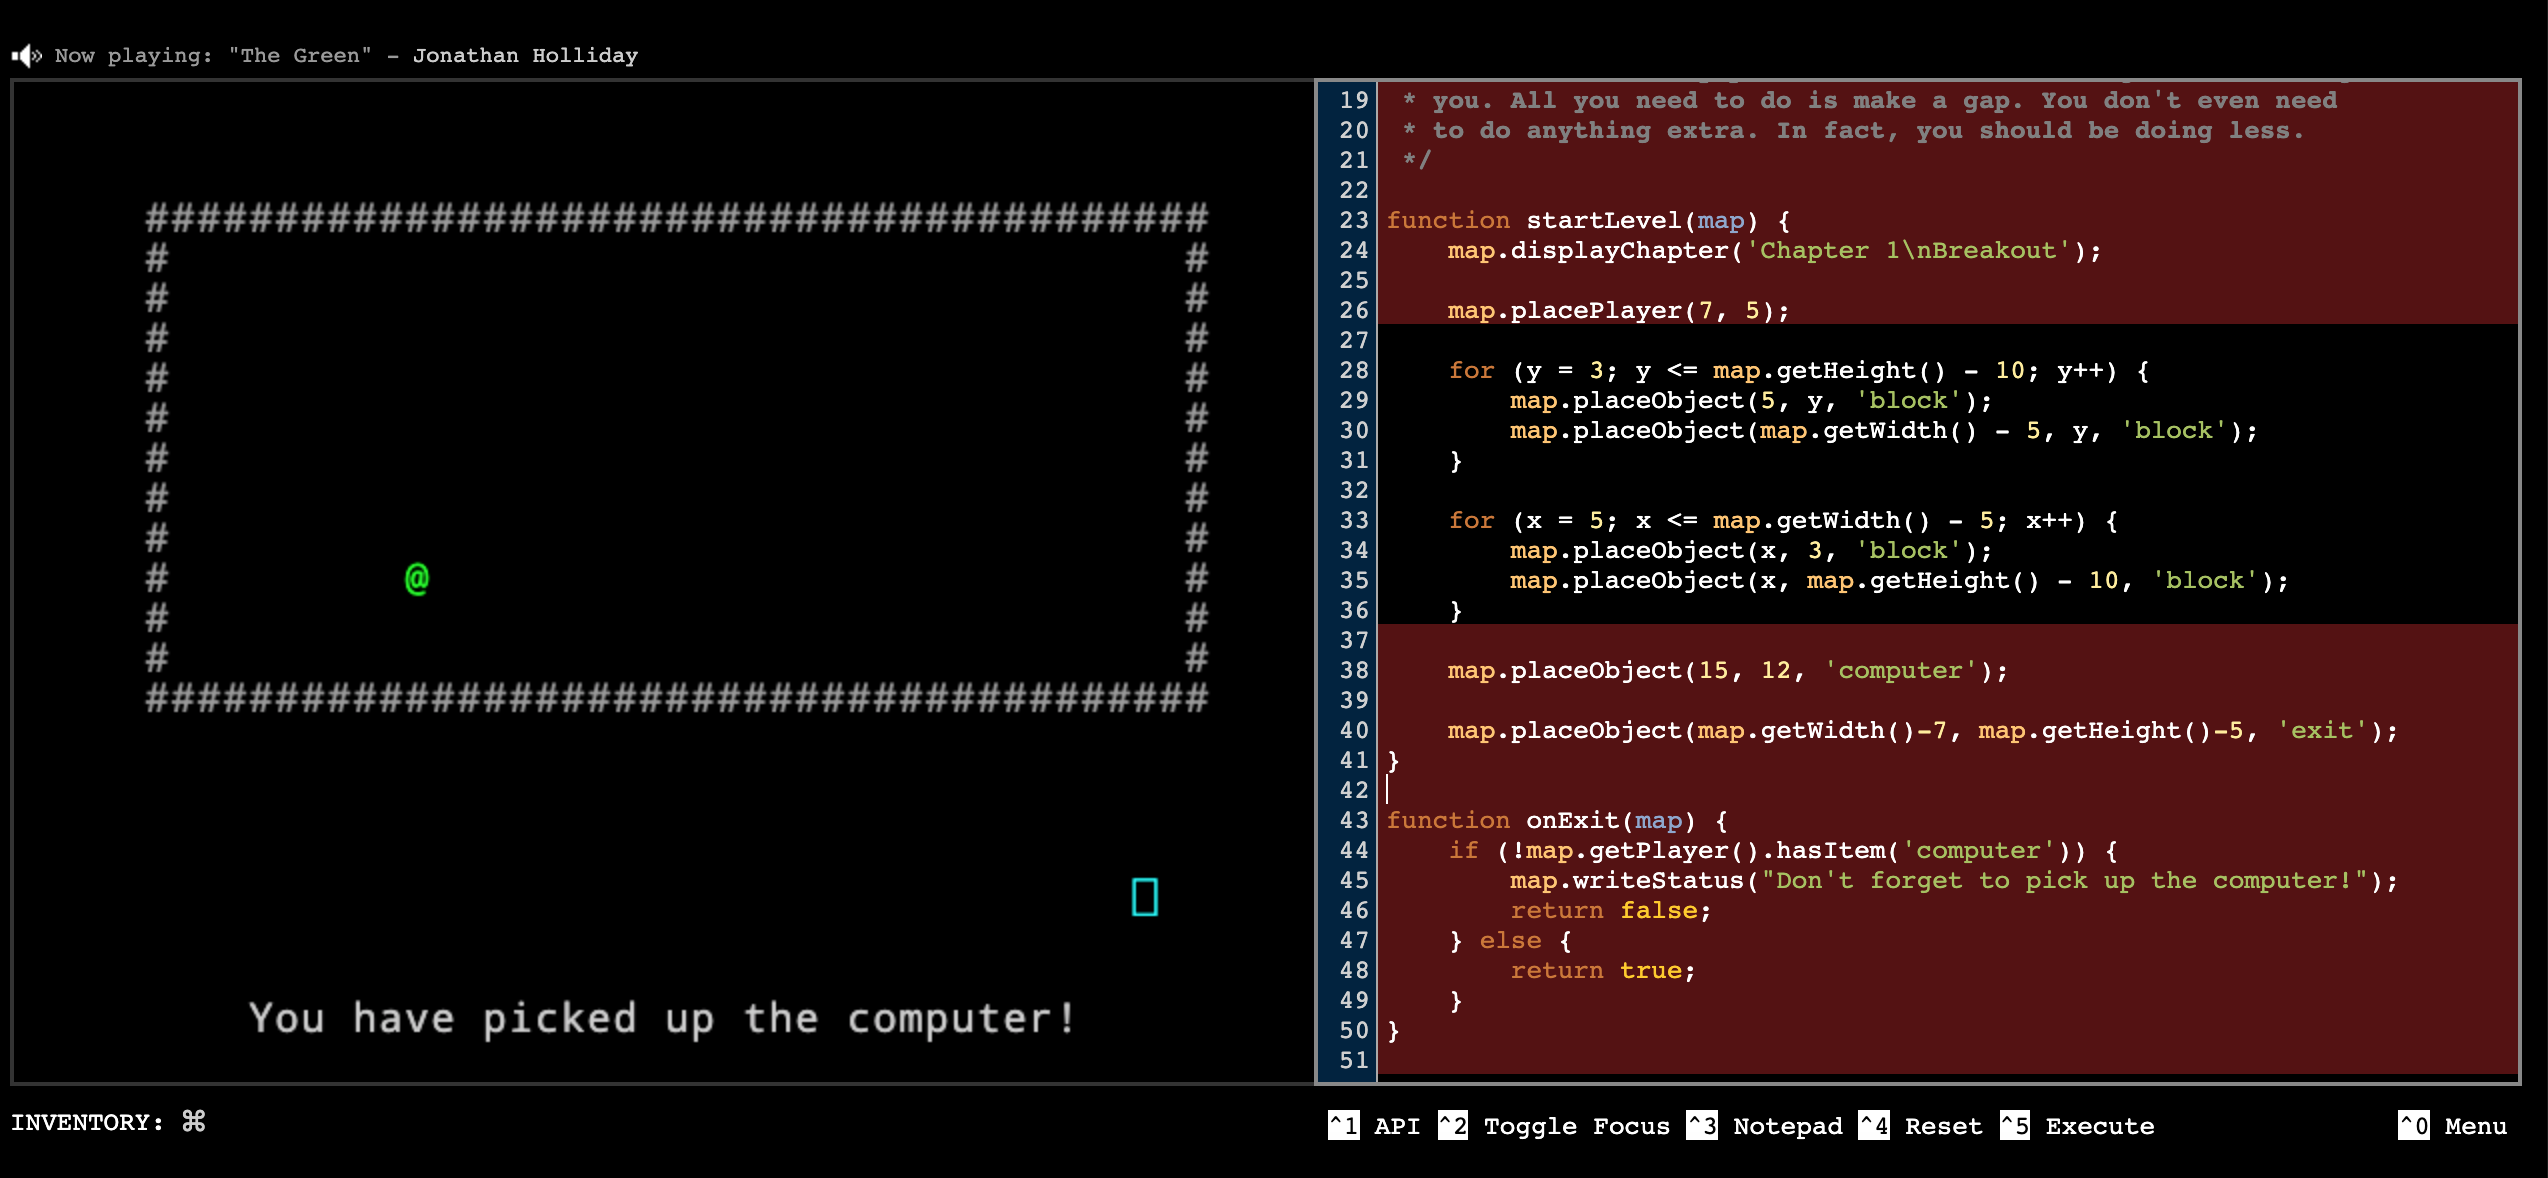 Now playing: "The Green" - Jonathan Holliday
#########################################
#                                       #
#                                       #
#                                       #
#                                       #
#                                       #
#                                       #
#                                       #
#                                       #
#         @                             #
#                                       #
#                                       #
#########################################
You have picked up the computer!
19 * you. All you need to do is make a gap. You don't even need
20 * to do anything extra. In fact, you should be doing less.
21 */
22
23 function startLevel(map) {
24     map.displayChapter('Chapter 1\nBreakout');
25
26     map.placePlayer(7, 5);
27
28     for (y = 3; y <= map.getHeight() - 10; y++) {
29         map.placeObject(5, y, 'block');
30         map.placeObject(map.getWidth() - 5, y, 'block');
31     }
32
33     for (x = 5; x <= map.getWidth() - 5; x++) {
34         map.placeObject(x, 3, 'block');
35         map.placeObject(x, map.getHeight() - 10, 'block');
36     }
37
38     map.placeObject(15, 12, 'computer');
39
40     map.placeObject(map.getWidth()-7, map.getHeight()-5, 'exit');
41 }
42
43 function onExit(map) {
44     if (!map.getPlayer().hasItem('computer')) {
45         map.writeStatus("Don't forget to pick up the computer!");
46         return false;
47     } else {
48         return true;
49     }
50 }
51
INVENTORY: ⌘
^1 API ^2 Toggle Focus ^3 Notepad ^4 Reset ^5 Execute ^0 Menu